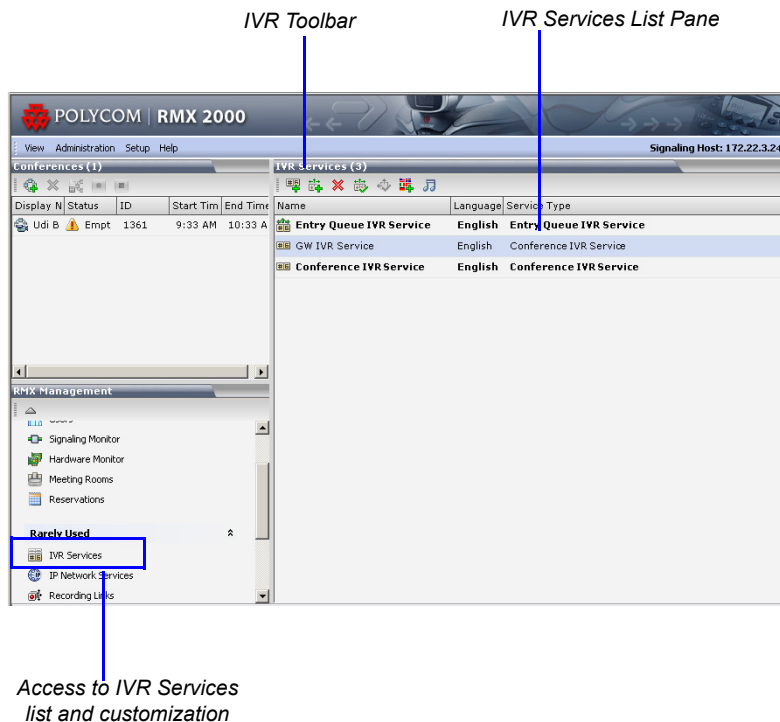 IVR Toolbar
IVR Services List Pane
POLYCOM | RMX 2000
View Administration Setup Help
Signaling Host: 172.22.3.24
Conferences (1)
IVR Services (3)
Display N Status ID Start Tim End Time
Name Language Service Type
Udi B Empt 1361 9:33 AM 10:33 A
Entry Queue IVR Service English Entry Queue IVR Service
GW IVR Service English Conference IVR Service
Conference IVR Service English Conference IVR Service
RMX Management
Users
Signaling Monitor
Hardware Monitor
Meeting Rooms
Reservations
Rarely Used
IVR Services
IP Network Services
Recording Links
Access to IVR Services
list and customization